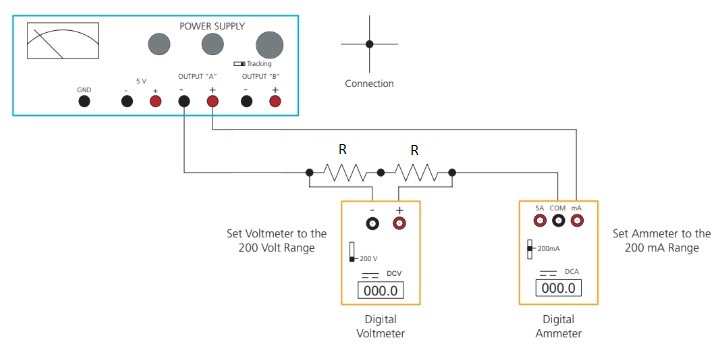 POWER SUPPLY
Tracking
5 V
OUTPUT "A"
OUTPUT "B"
GND
-
+
-
+
-
+
Connection
R
R
Set Voltmeter to the
200 Volt Range
-
+
200 V
DCV
000.0
Digital
Voltmeter
5A COM mA
200mA
DCA
000.0
Digital
Ammeter
Set Ammeter to the
200 mA Range